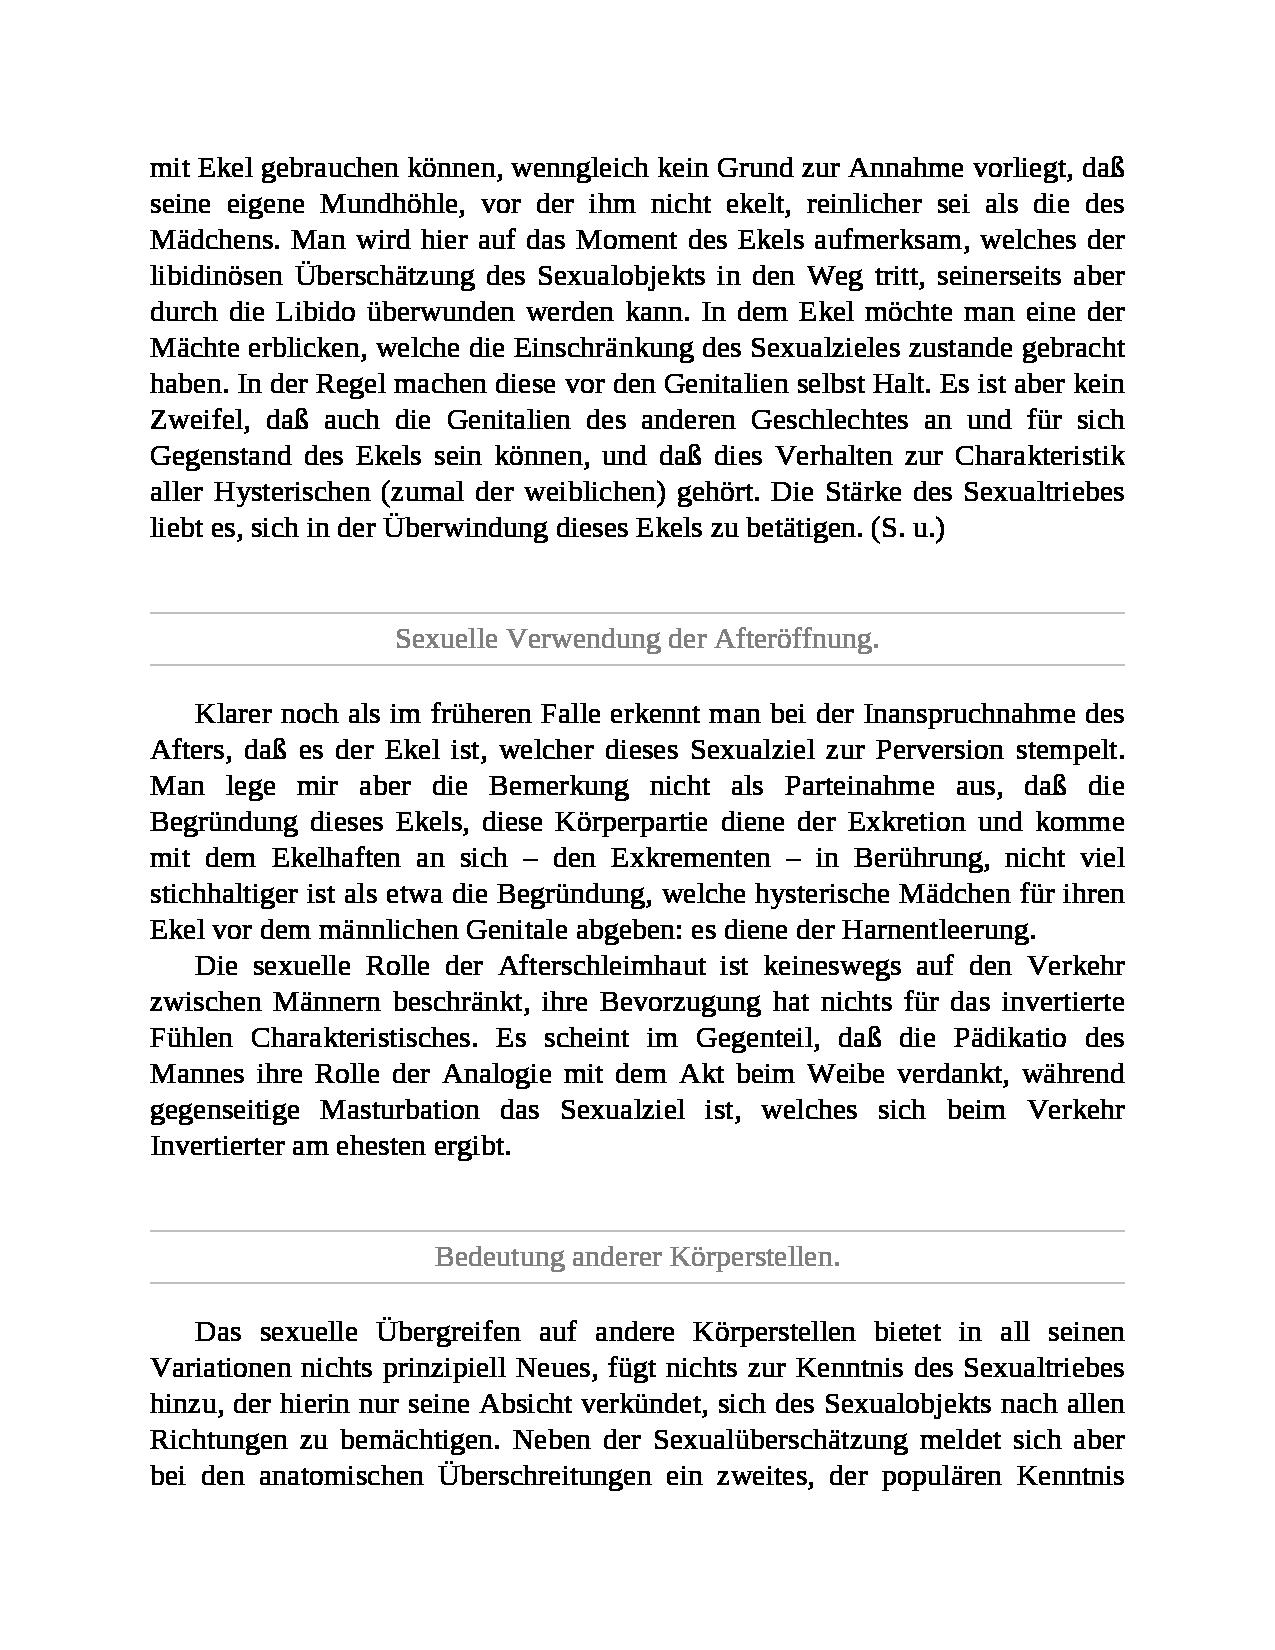 mit Ekel gebrauchen können, wenngleich kein Grund zur Annahme vorliegt, daß
seine eigene Mundhöhle, vor der ihm nicht ekelt, reinlicher sei als die des
Mädchens. Man wird hier auf das Moment des Ekels aufmerksam, welches der
libidinösen Überschätzung des Sexualobjekts in den Weg tritt, seinerseits aber
durch die Libido überwunden werden kann. In dem Ekel möchte man eine der
Mächte erblicken, welche die Einschränkung des Sexualzieles zustande gebracht
haben. In der Regel machen diese vor den Genitalien selbst Halt. Es ist aber kein
Zweifel, daß auch die Genitalien des anderen Geschlechtes an und für sich
Gegenstand des Ekels sein können, und daß dies Verhalten zur Charakteristik
aller Hysterischen (zumal der weiblichen) gehört. Die Stärke des Sexualtriebes
liebt es, sich in der Überwindung dieses Ekels zu betätigen. (S. u.)
Sexuelle Verwendung der Afteröffnung.
Klarer noch als im früheren Falle erkennt man bei der Inanspruchnahme des
Afters, daß es der Ekel ist, welcher dieses Sexualziel zur Perversion stempelt.
Man lege mir aber die Bemerkung nicht als Parteinahme aus, daß die
Begründung dieses Ekels, diese Körperpartie diene der Exkretion und komme
mit dem Ekelhaften an sich – den Exkrementen – in Berührung, nicht viel
stichhaltiger ist als etwa die Begründung, welche hysterische Mädchen für ihren
Ekel vor dem männlichen Genitale abgeben: es diene der Harnentleerung.
Die sexuelle Rolle der Afterschleimhaut ist keineswegs auf den Verkehr
zwischen Männern beschränkt, ihre Bevorzugung hat nichts für das invertierte
Fühlen Charakteristisches. Es scheint im Gegenteil, daß die Pädikatio des
Mannes ihre Rolle der Analogie mit dem Akt beim Weibe verdankt, während
gegenseitige Masturbation das Sexualziel ist, welches sich beim Verkehr
Invertierter am ehesten ergibt.
Bedeutung anderer Körperstellen.
Das sexuelle Übergreifen auf andere Körperstellen bietet in all seinen
Variationen nichts prinzipiell Neues, fügt nichts zur Kenntnis des Sexualtriebes
hinzu, der hierin nur seine Absicht verkündet, sich des Sexualobjekts nach allen
Richtungen zu bemächtigen. Neben der Sexualüberschätzung meldet sich aber
bei den anatomischen Überschreitungen ein zweites, der populären Kenntnis